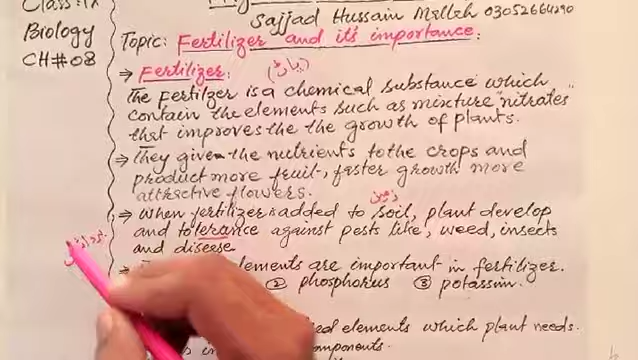 Class: IX
Biology
CH#08
Sajjad Hussain Mallah 03052664290
Topic: Fertilizer and its importance:
⇒ Fertilizer:
The Fertilzer is a chemical substance which
contain the elements such as mixture "nitrates"
that improves the the growth of plants.
⇒ They given the nutrients to the crops and
product more fruit, faster growth more
attractive flowers.
زمین
⇒ When fertilizer is added to soil, plant develop
and tolerance against pests like, weed, insects
and disease
elements are important in fertilizer.
② phosphorus ③ potassium.
elements which plant needs.
components.